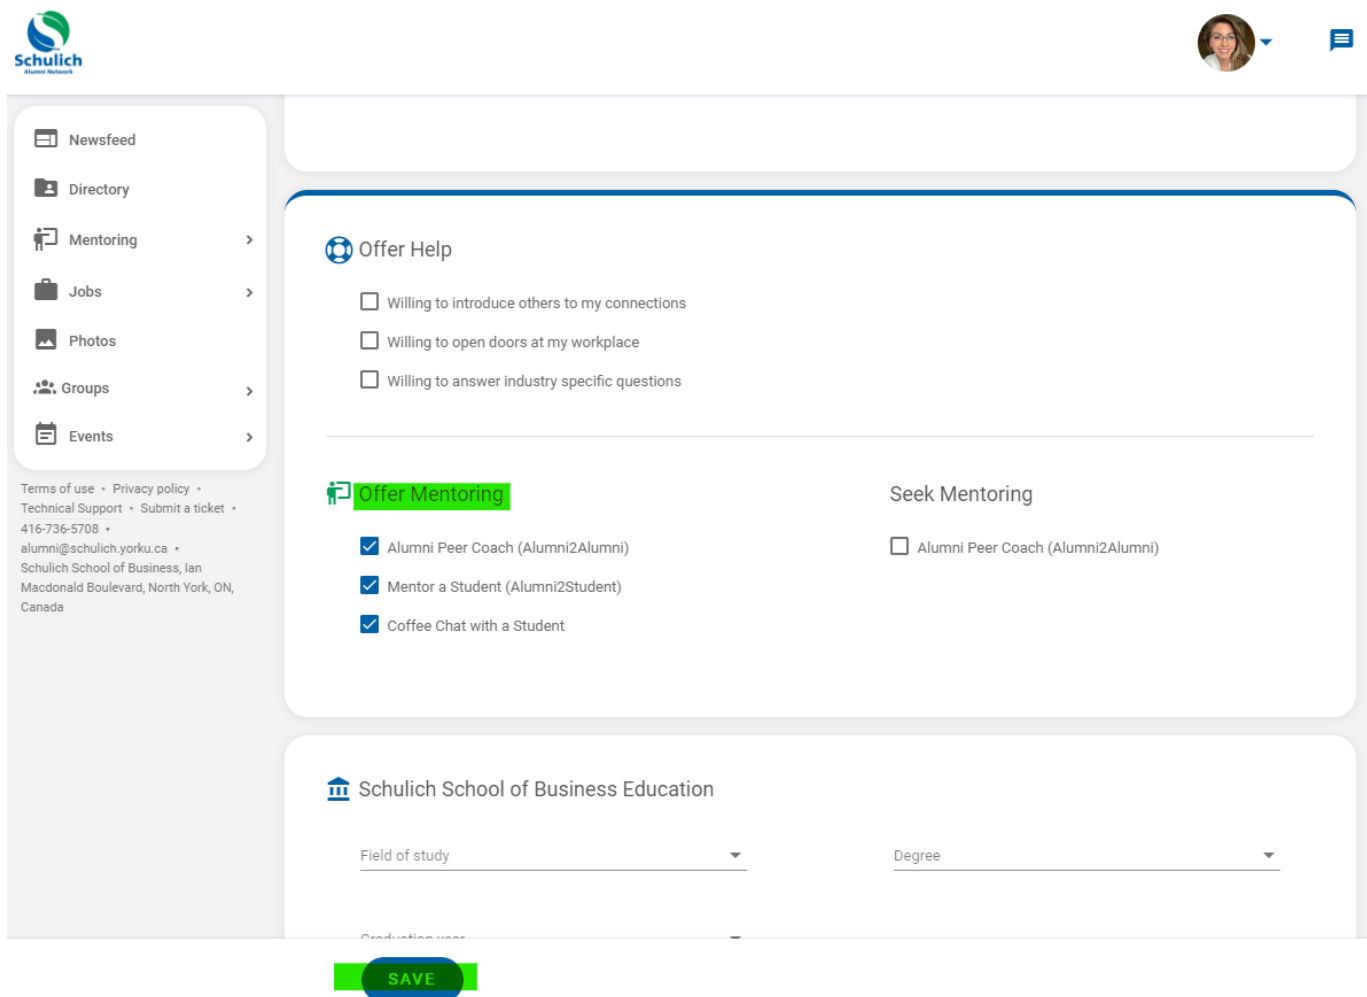 Schulich
Alumni Network
Newsfeed
Directory
Mentoring
Jobs
Photos
Groups
Events
Terms of use • Privacy policy •
Technical Support • Submit a ticket •
416-736-5708 •
alumni@schulich.yorku.ca •
Schulich School of Business, Ian
Macdonald Boulevard, North York, ON,
Canada
Offer Help
Willing to introduce others to my connections
Willing to open doors at my workplace
Willing to answer industry specific questions
Offer Mentoring
Alumni Peer Coach (Alumni2Alumni)
Mentor a Student (Alumni2Student)
Coffee Chat with a Student
Seek Mentoring
Alumni Peer Coach (Alumni2Alumni)
Schulich School of Business Education
Field of study
Degree
Graduation year
SAVE